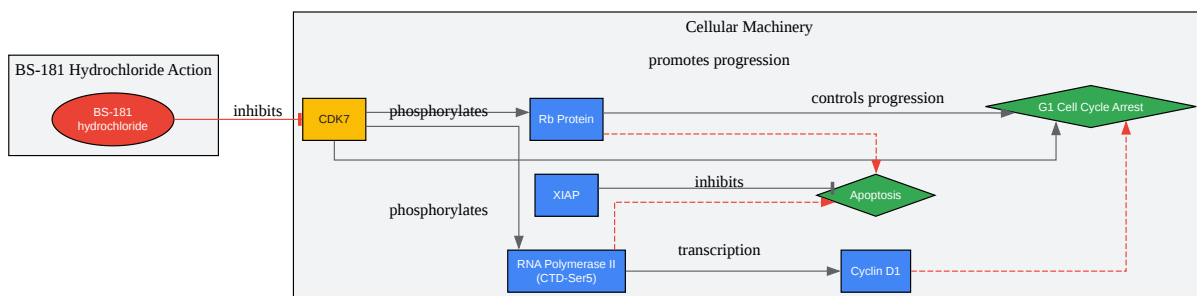 Cellular Machinery
promotes progression
BS-181 Hydrochloride Action
BS-181
hydrochloride
inhibits
CDK7
phosphorylates
Rb Protein
controls progression
G1 Cell Cycle Arrest
XIAP
inhibits
Apoptosis
phosphorylates
RNA Polymerase II
(CTD-Ser5)
transcription
Cyclin D1